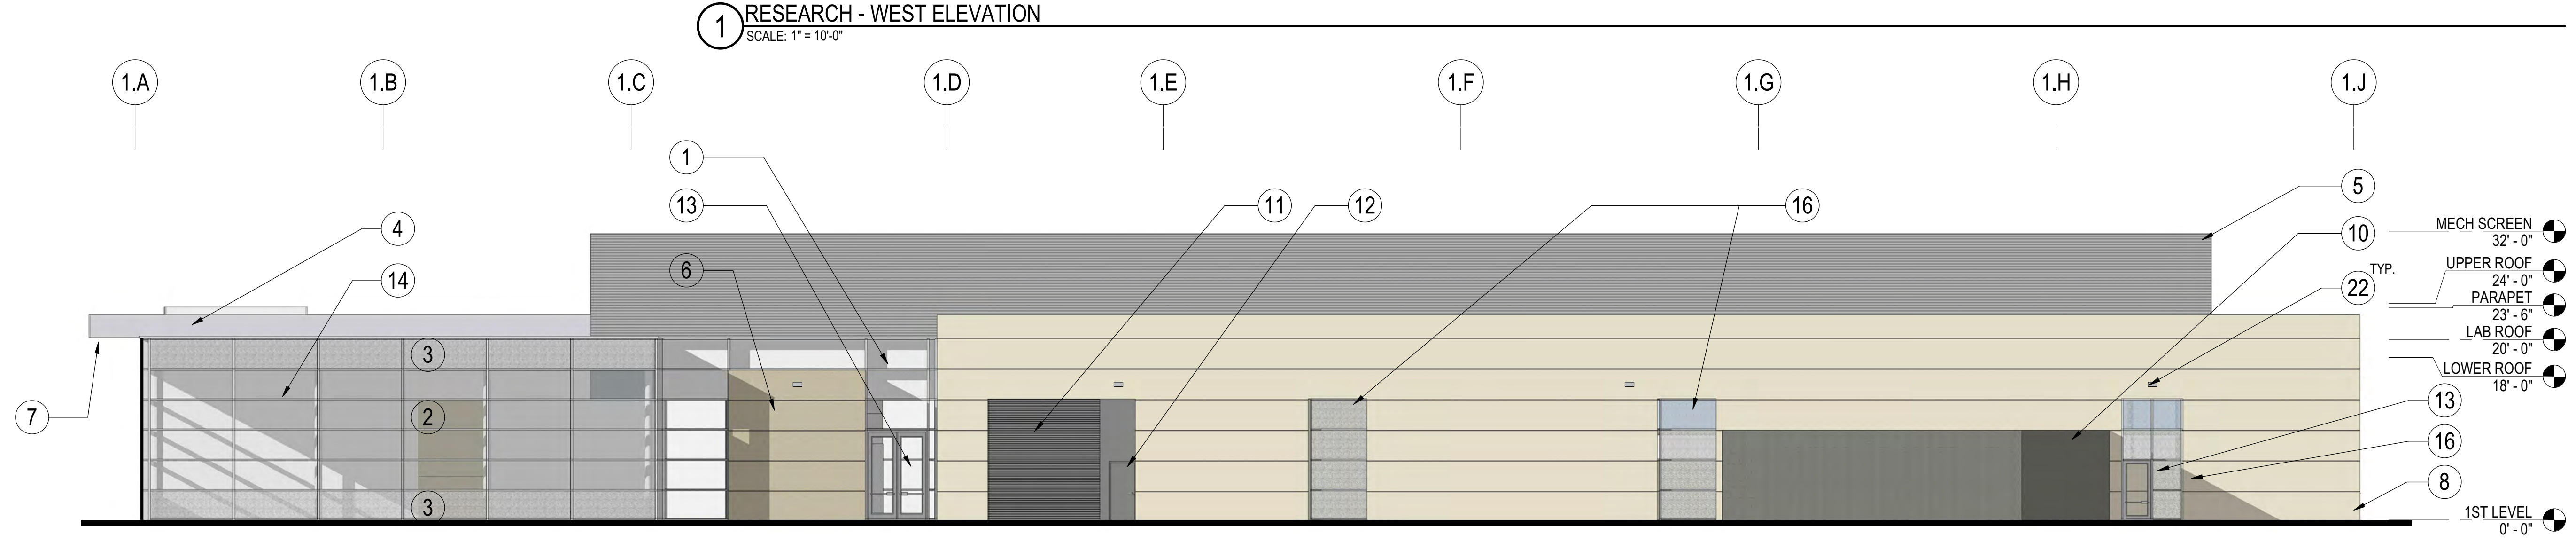 1 RESEARCH - WEST ELEVATION
SCALE: 1" = 10'-0"
1.A 1.B 1.C 1.D 1.E 1.F 1.G 1.H 1.J
1
5
13 11 12 16
MECH SCREEN
32' - 0"
4
10
6
UPPER ROOF
24' - 0"
14
22 TYP.
PARAPET
23' - 6"
LAB ROOF
20' - 0"
3
LOWER ROOF
18' - 0"
7
2
13
16
8
3
1ST LEVEL
0' - 0"